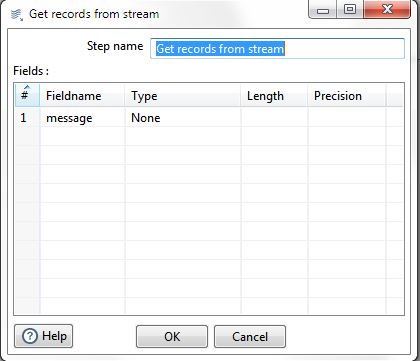 Get records from stream
Step name Get records from stream
Fields :
# Fieldname Type Length Precision
1 message None
Help OK Cancel